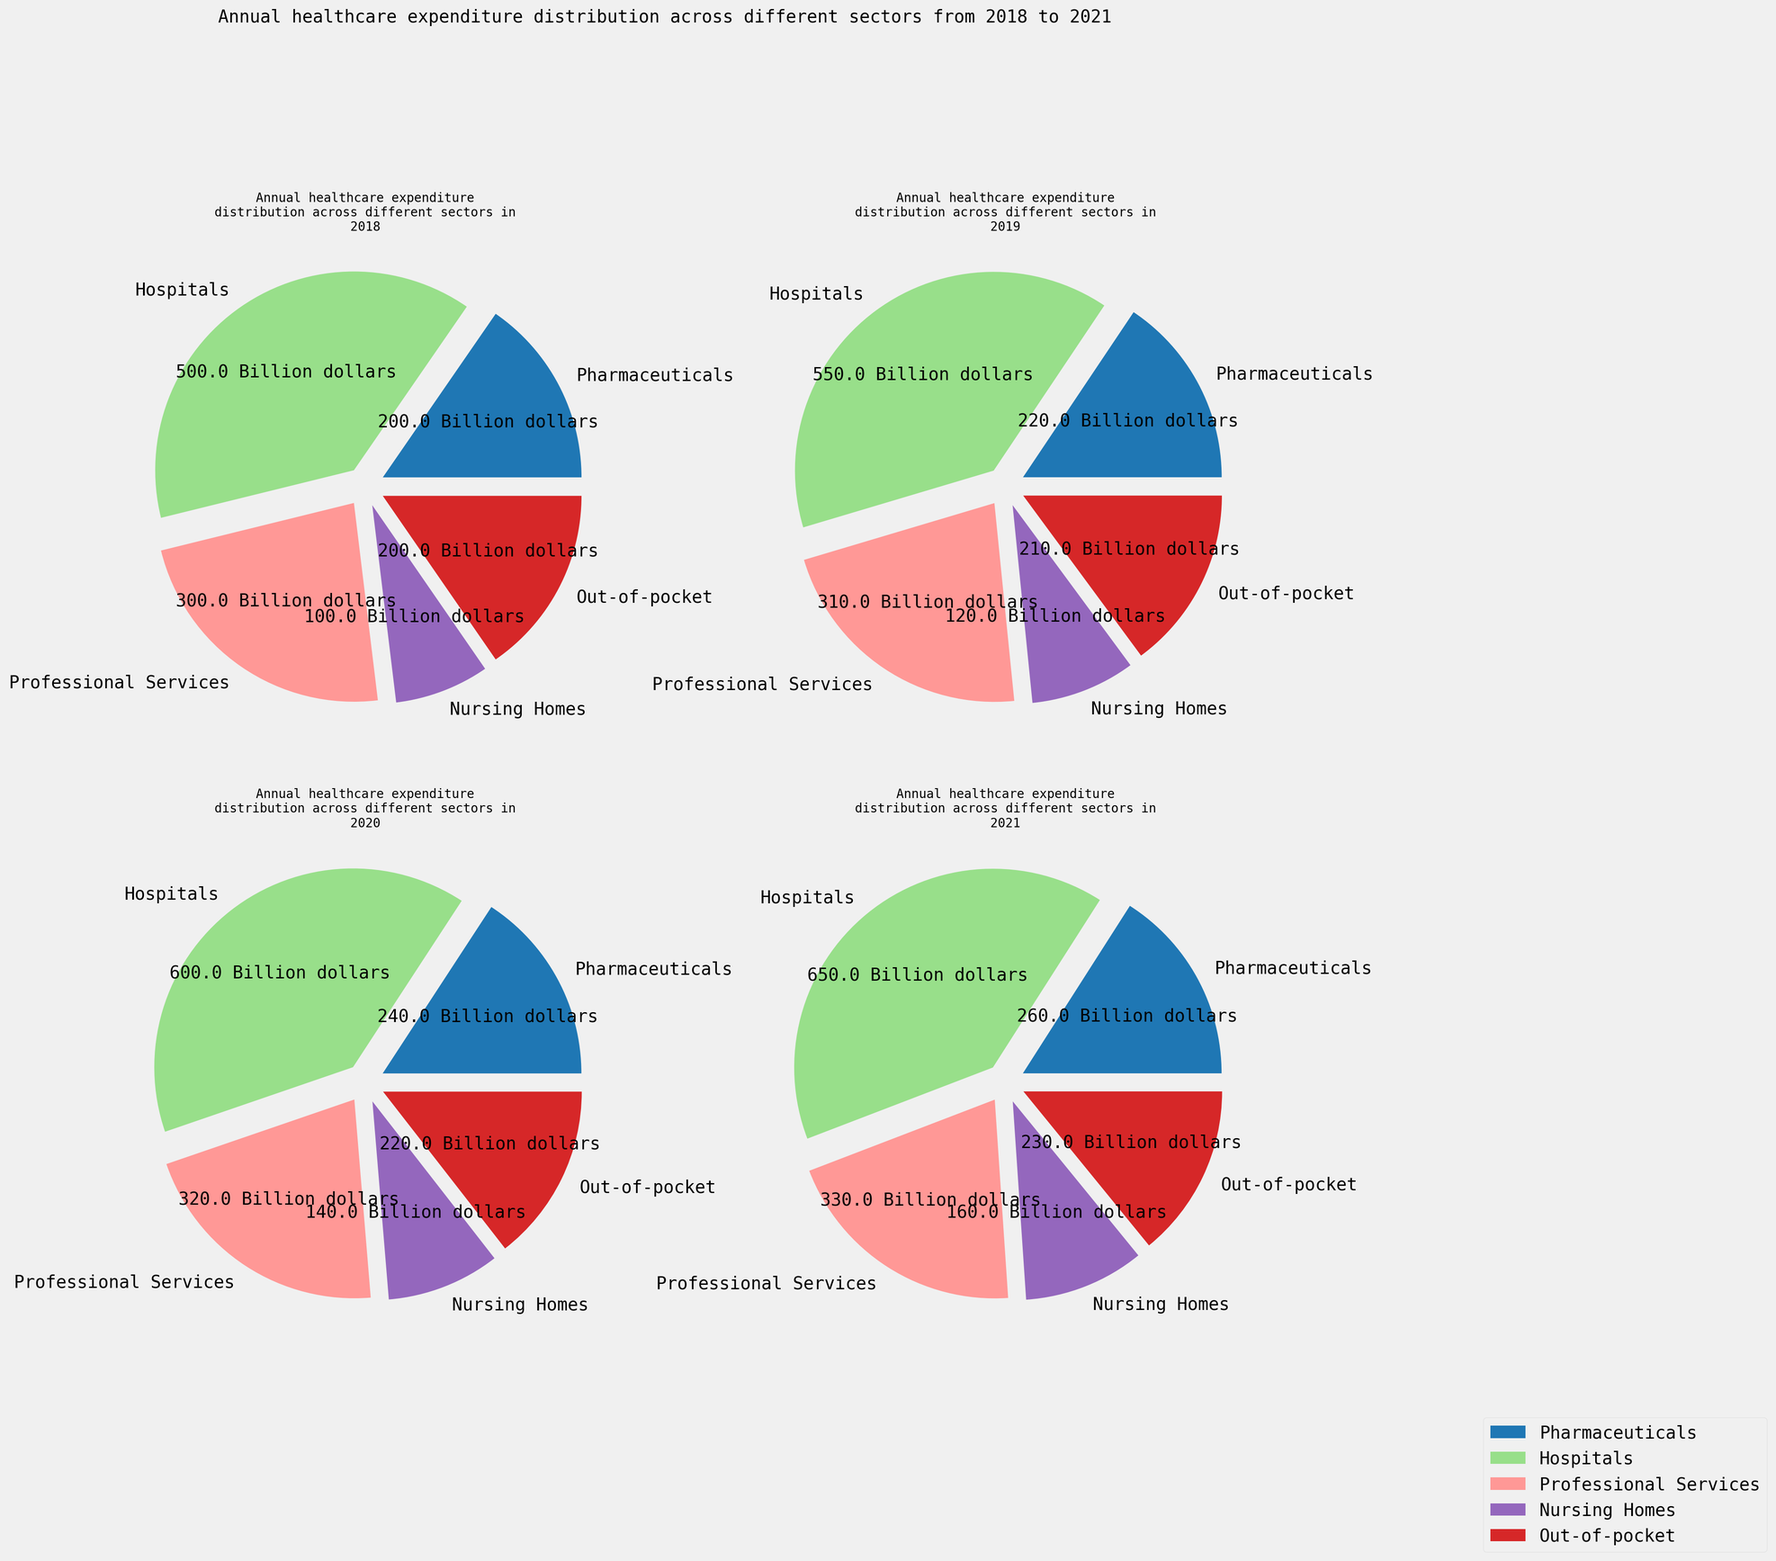 Annual healthcare expenditure distribution across different sectors from 2018 to 2021
Annual healthcare expenditure
distribution across different sectors in
2018
Hospitals
500.0 Billion dollars
Pharmaceuticals
200.0 Billion dollars
200.0 Billion dollars
Out-of-pocket
300.0 Billion dollars
100.0 Billion dollars
Professional Services
Nursing Homes
Annual healthcare expenditure
distribution across different sectors in
2019
Hospitals
550.0 Billion dollars
Pharmaceuticals
220.0 Billion dollars
210.0 Billion dollars
Out-of-pocket
310.0 Billion dollars
120.0 Billion dollars
Professional Services
Nursing Homes
Annual healthcare expenditure
distribution across different sectors in
2020
Hospitals
600.0 Billion dollars
Pharmaceuticals
240.0 Billion dollars
220.0 Billion dollars
Out-of-pocket
320.0 Billion dollars
140.0 Billion dollars
Professional Services
Nursing Homes
Annual healthcare expenditure
distribution across different sectors in
2021
Hospitals
650.0 Billion dollars
Pharmaceuticals
260.0 Billion dollars
230.0 Billion dollars
Out-of-pocket
330.0 Billion dollars
160.0 Billion dollars
Professional Services
Nursing Homes
Pharmaceuticals
Hospitals
Professional Services
Nursing Homes
Out-of-pocket